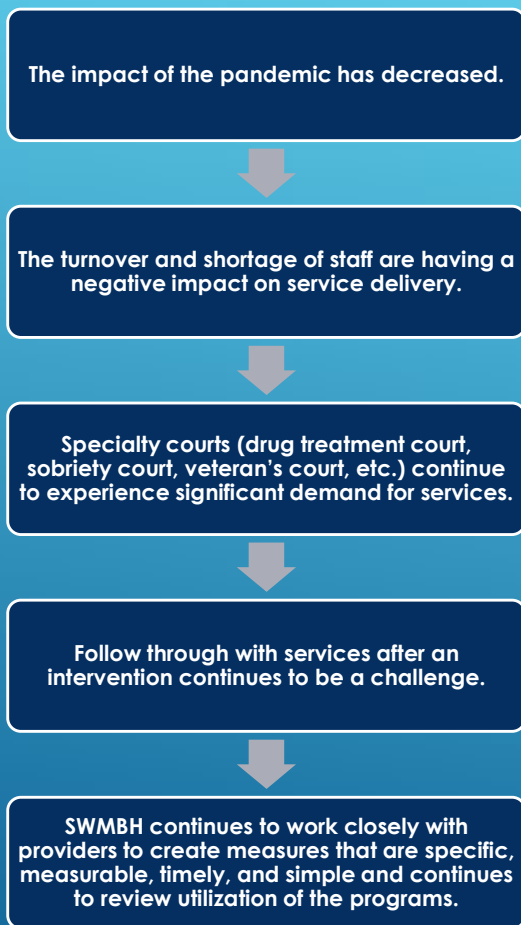 The impact of the pandemic has decreased.
The turnover and shortage of staff are having a
negative impact on service delivery.
Specialty courts (drug treatment court,
sobriety court, veteran’s court, etc.) continue
to experience significant demand for services.
Follow through with services after an
intervention continues to be a challenge.
SWMBH continues to work closely with
providers to create measures that are specific,
measurable, timely, and simple and continues
to review utilization of the programs.